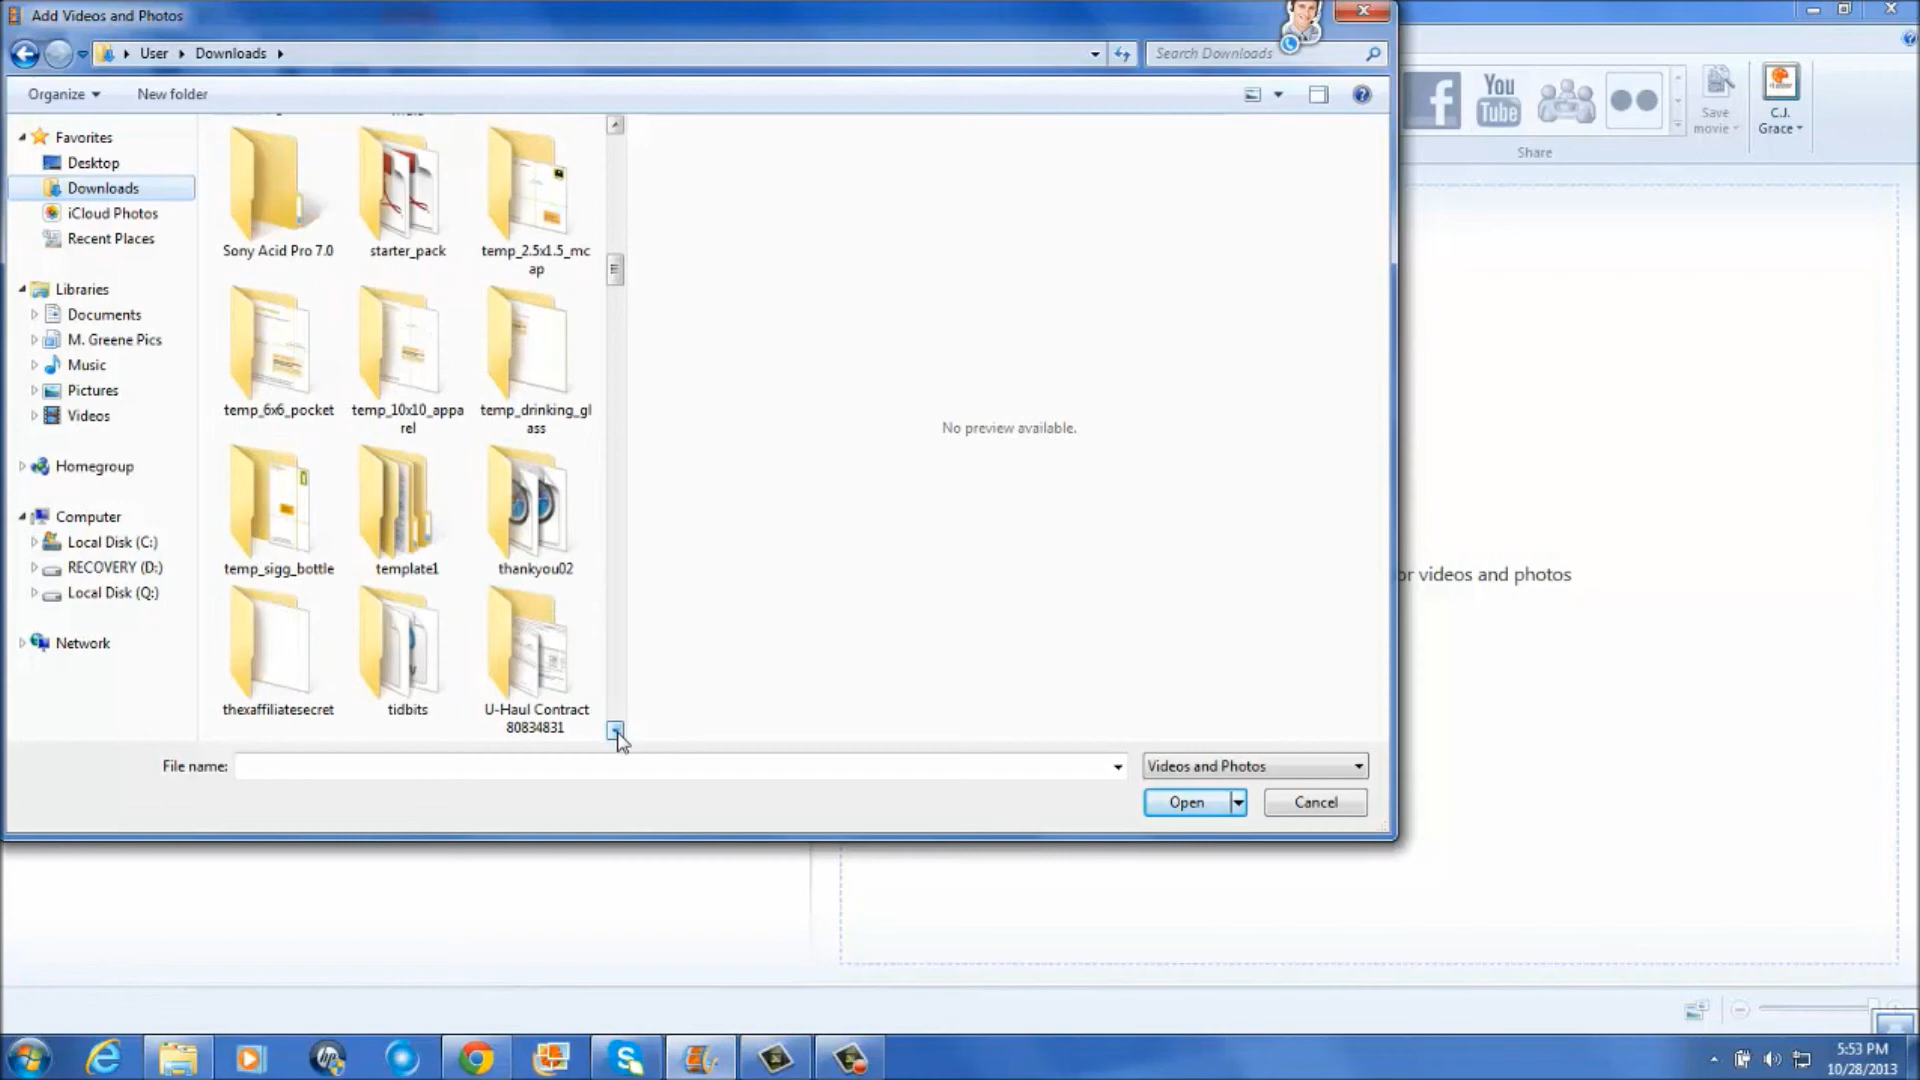 Add Videos and Photos
User
Downloads
Search Downloads
Organize
New folder
Favorites
Desktop
Downloads
iCloud Photos
Recent Places
Libraries
Documents
M. Greene Pics
Music
Pictures
Videos
Homegroup
Computer
Local Disk (C:)
RECOVERY (D:)
Local Disk (Q:)
Network
Sony Acid Pro 7.0
starter_pack
temp_2.5x1.5_mc
ap
temp_6x6_pocket
temp_10x10_appa
rel
temp_drinking_gl
ass
temp_sigg_bottle
template1
thankyou02
thexaffiliatesecret
tidbits
U-Haul Contract
80834831
No preview available.
File name:
Videos and Photos
Open
Cancel
You
Tube
Save
movie
C.J.
Grace
Share
or videos and photos
5:53 PM
10/28/2013